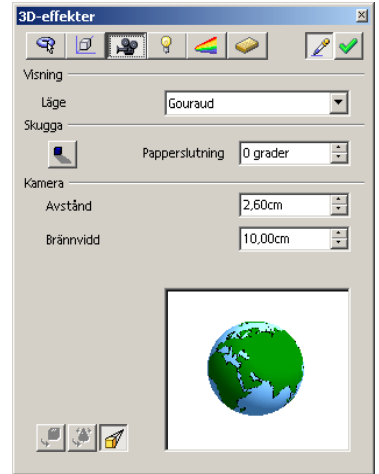 3D-effekter
Visning
Läge Gouraud
Skugga
Papperslutning 0 grader
Kamera
Avstånd 2,60cm
Brännvidd 10,00cm